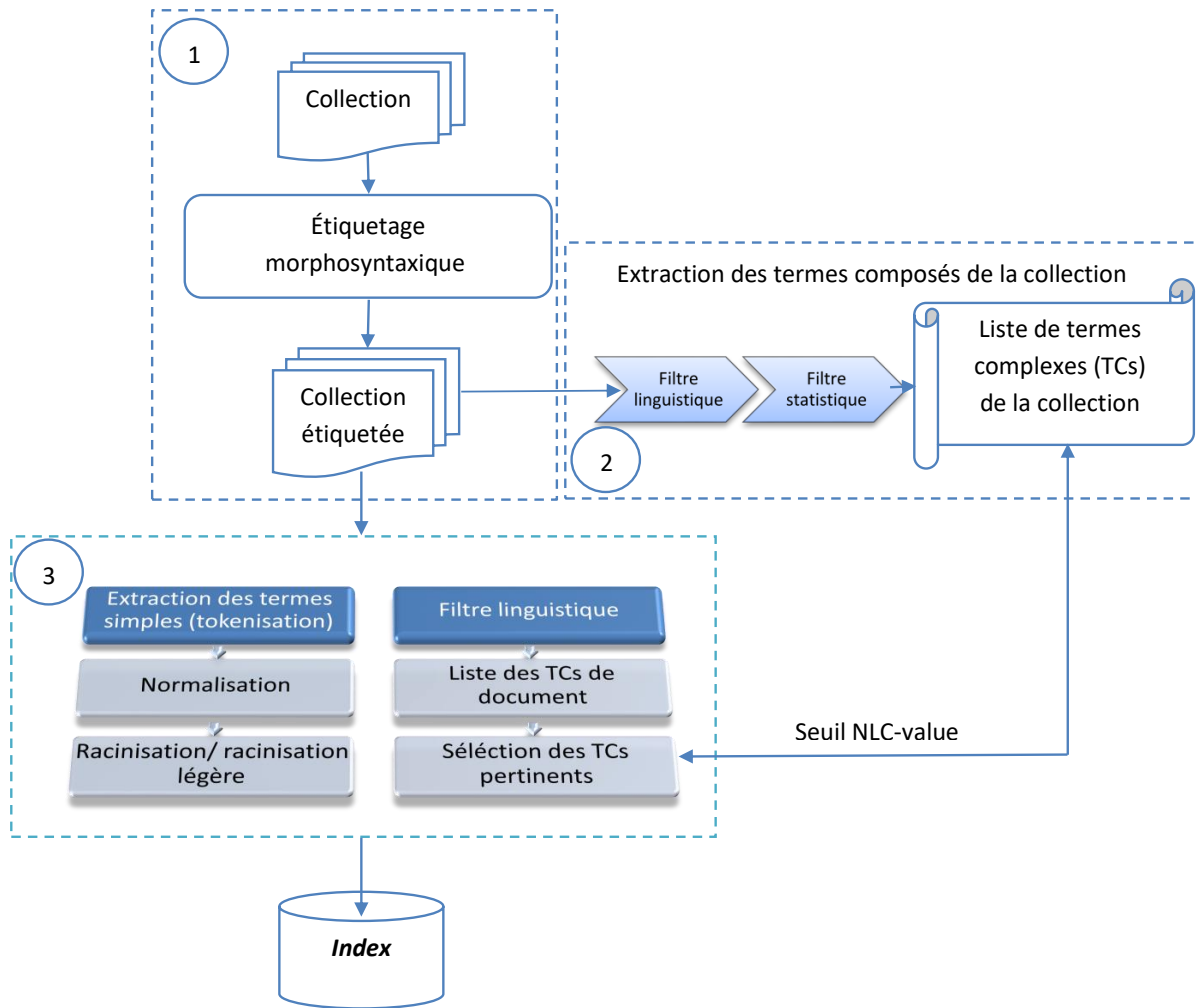 1
Collection
Étiquetage
morphosyntaxique
Collection
étiquetée
Extraction des termes composés de la collection
Filtre
linguistique
Filtre
statistique
Liste de termes
complexes (TCs)
de la collection
2
3
Extraction des termes
simples (tokenisation)
Normalisation
Racinisation/ racinisation
légère
Filtre linguistique
Liste des TCs de
document
Séléction des TCs
pertinents
Seuil NLC-value
Index